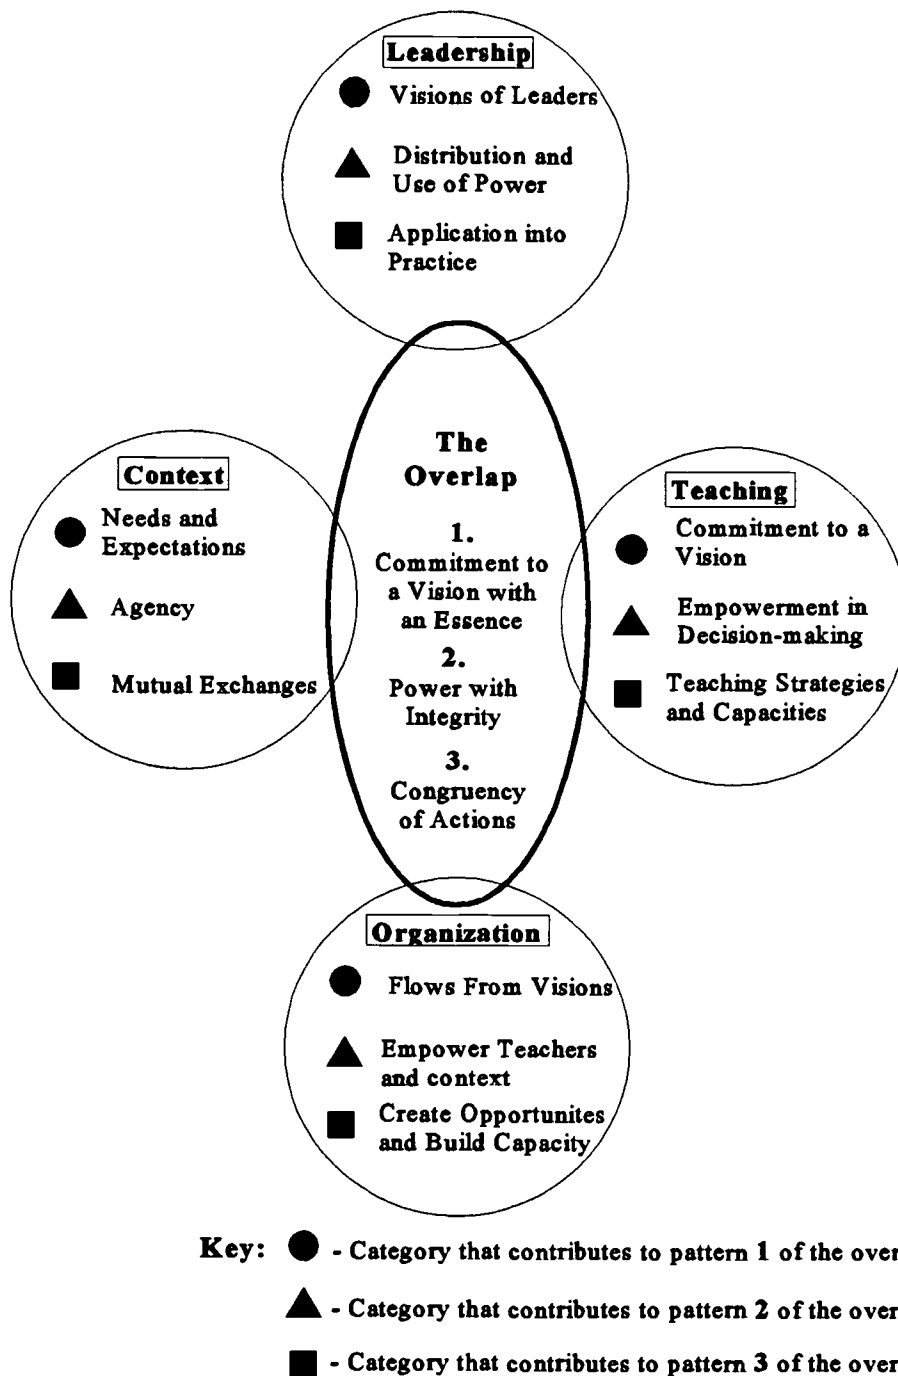 Leadership
Visions of Leaders
Distribution and
Use of Power
Application into
Practice
The
Overlap
1.
Commitment to
a Vision with
an Essence
2.
Power with
Integrity
3.
Congruency
of Actions
Context
Needs and
Expectations
Agency
Mutual Exchanges
Teaching
Commitment to a
Vision
Empowerment in
Decision-making
Teaching Strategies
and Capacities
Organization
Flows From Visions
Empower Teachers
and context
Create Opportunites
and Build Capacity
Key:
- Category that contributes to pattern 1 of the over
- Category that contributes to pattern 2 of the over
- Category that contributes to pattern 3 of the over